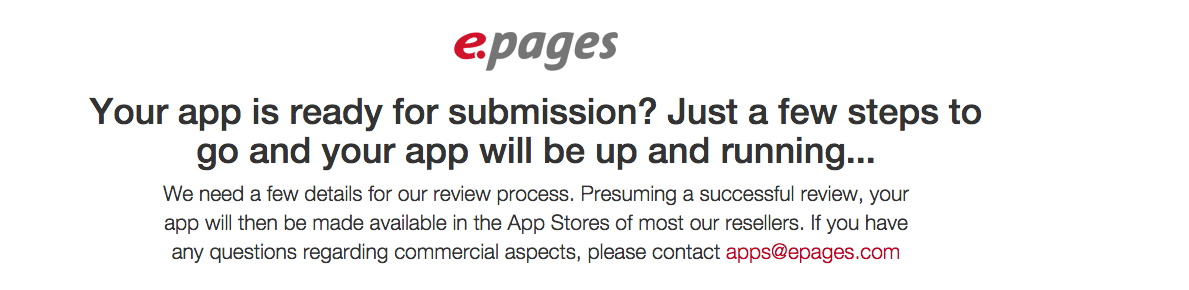 e.pages
Your app is ready for submission? Just a few steps to
go and your app will be up and running...
We need a few details for our review process. Presuming a successful review, your
app will then be made available in the App Stores of most our resellers. If you have
any questions regarding commercial aspects, please contact apps@epages.com